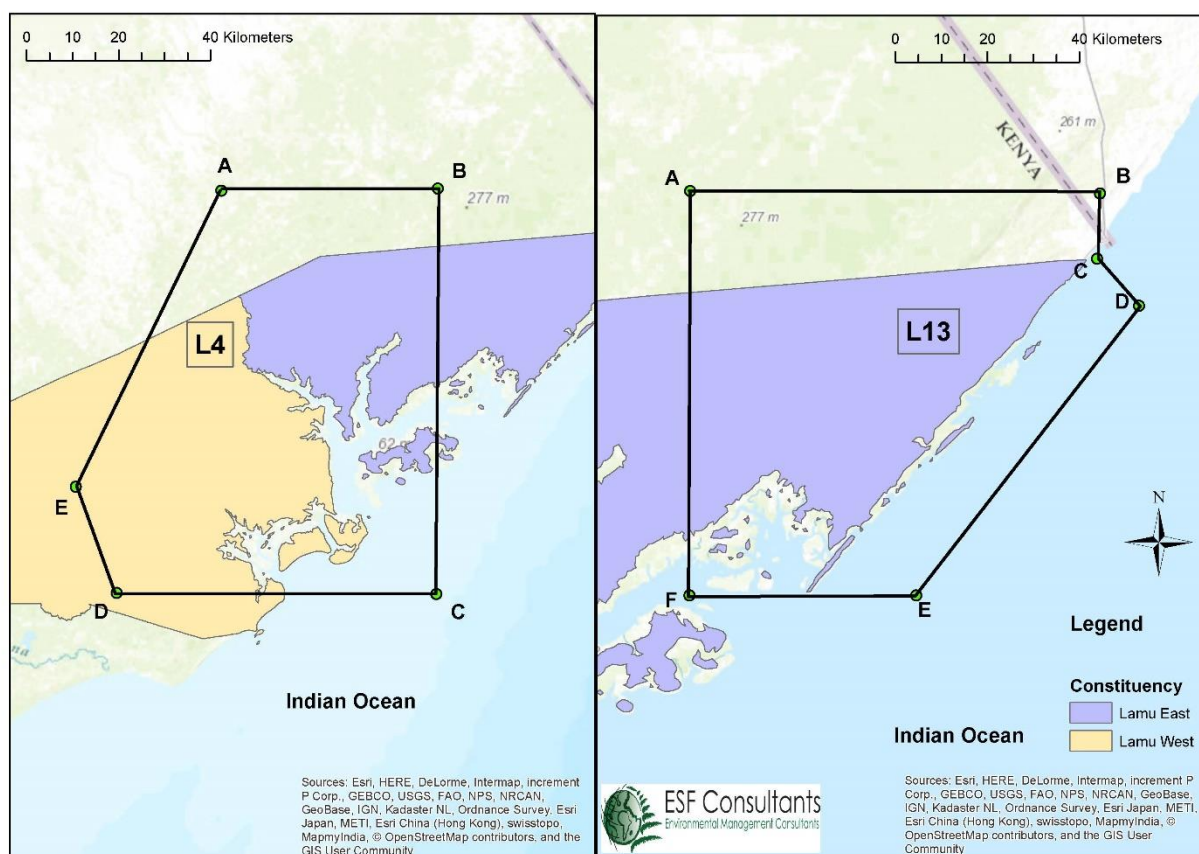 0 10 20 40 Kilometers
A
B
277 m
L4
62 m
E
D
C
na
Indian Ocean
Sources: Esri, HERE, DeLorme, Intermap, increment
P Corp., GEBCO, USGS, FAO, NPS, NRCAN,
GeoBase, IGN, Kadaster NL, Ordnance Survey, Esri
Japan, METI, Esri China (Hong Kong), swisstopo,
MapmyIndia, © OpenStreetMap contributors, and the
GIS User Community
0 10 20 40 Kilometers
261 m
KENYA
A
B
277 m
C
D
L13
N
F
E
Legend
Constituency
Lamu East
Lamu West
Indian Ocean
ESF Consultants
Environmental Management Consultants
Sources: Esri, HERE, DeLorme, Intermap, increment P
Corp., GEBCO, USGS, FAO, NPS, NRCAN, GeoBase,
IGN, Kadaster NL, Ordnance Survey, Esri Japan, METI,
Esri China (Hong Kong), swisstopo, MapmyIndia, ©
OpenStreetMap contributors, and the GIS User
Community